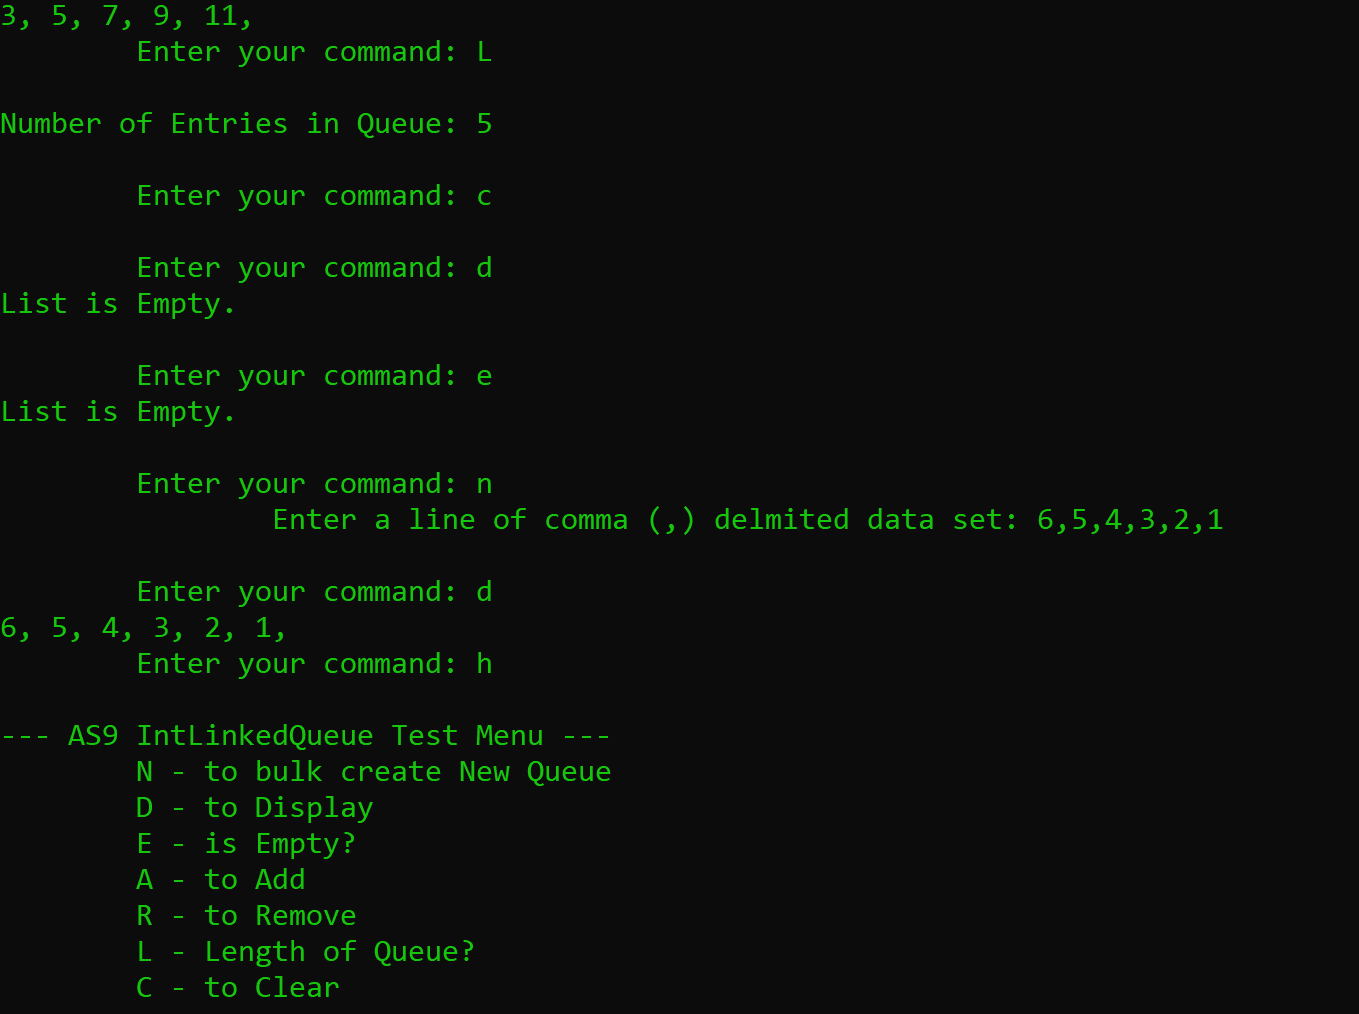 3, 5, 7, 9, 11,
Enter your command: L
Number of Entries in Queue: 5
Enter your command: c
Enter your command: d
List is Empty.
Enter your command: e
List is Empty.
Enter your command: n
Enter a line of comma (,) delmited data set: 6,5,4,3,2,1
Enter your command: d
6, 5, 4, 3, 2, 1,
Enter your command: h
--- AS9 IntLinkedQueue Test Menu ---
N - to bulk create New Queue
D - to Display
E - is Empty?
A - to Add
R - to Remove
L - Length of Queue?
C - to Clear